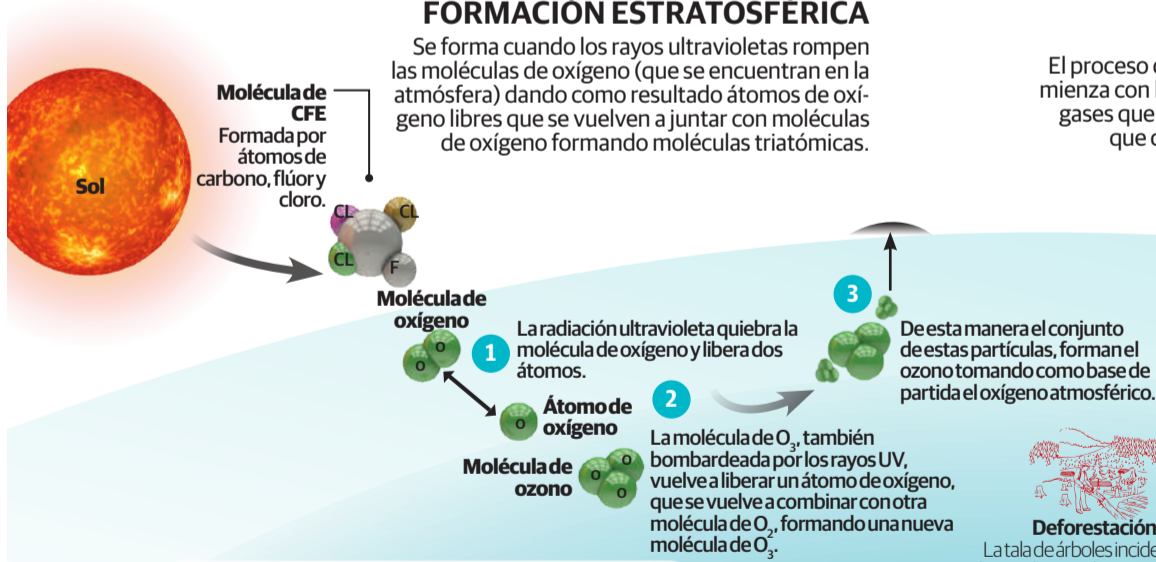 FORMACIÓN ESTRATOSFÉRICA
Se forma cuando los rayos ultravioletas rompen
las moléculas de oxígeno (que se encuentran en la
atmósfera) dando como resultado átomos de oxí-
geno libres que se vuelven a juntar con moléculas
de oxígeno formando moléculas triatómicas.
El proceso
mienza con
gases que
que
Molécula de
CFE
Formada por
átomos de
carbono, flúor y
cloro.
Sol
CL
CL
CL
F
Molécula de
oxígeno
O
O
1
La radiación ultravioleta quiebra la
molécula de oxígeno y libera dos
átomos.
Átomo de
oxígeno
O
Molécula de
ozono
O
O
O
2
La molécula de O₃, también
bombardeada por los rayos UV,
vuelve a liberar un átomo de oxígeno,
que se vuelve a combinar con otra
molécula de O₂, formando una nueva
molécula de O₃.
3
De esta manera el conjunto
de estas partículas, forman el
ozono tomando como base de
partida el oxígeno atmosférico.
Deforestación
La tala de árboles incide